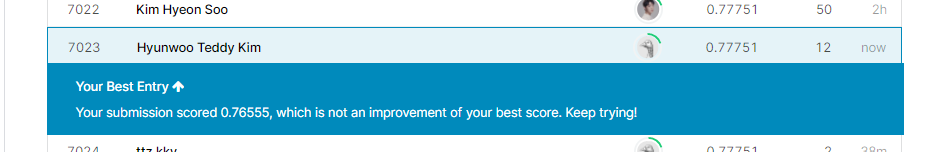 7022 Kim Hyeon Soo 0.77751 50 2h
7023 Hyunwoo Teddy Kim 0.77751 12 now
Your Best Entry ↑
Your submission scored 0.76555, which is not an improvement of your best score. Keep trying!
7024 ttz kky 0.77751 2 38m